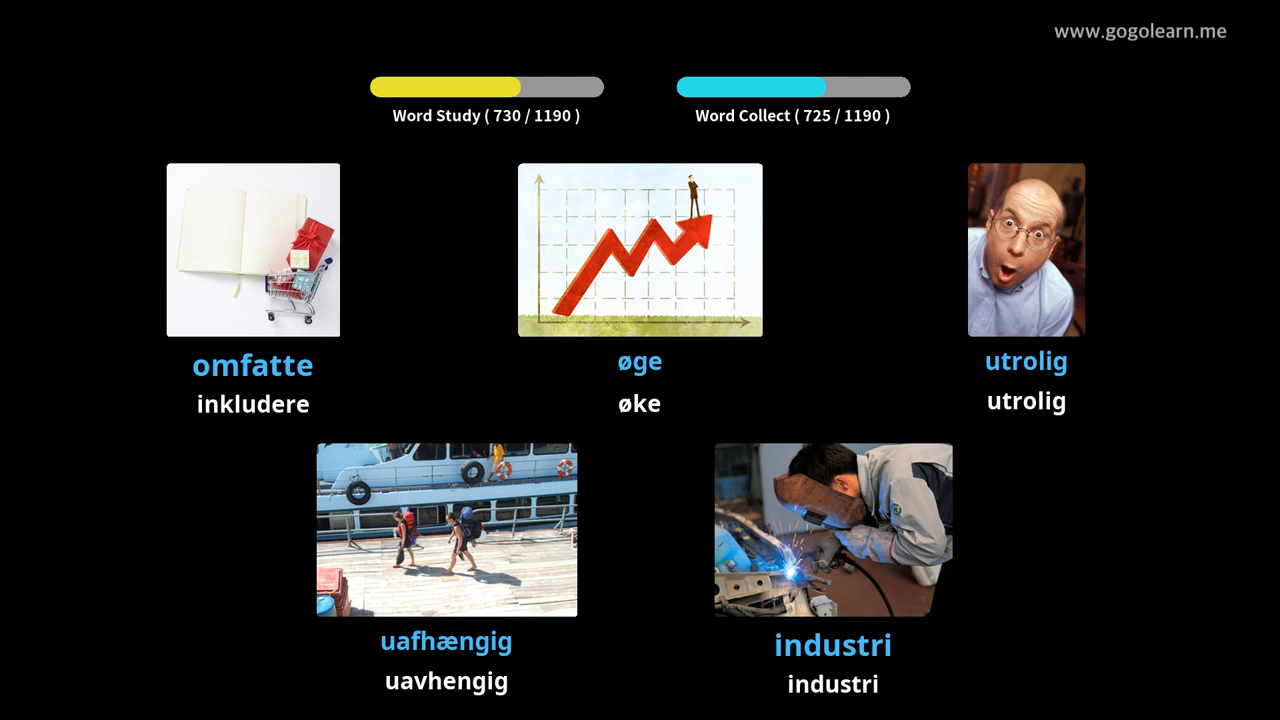 www.gogolearn.me
Word Study ( 730 / 1190 )
Word Collect ( 725 / 1190 )
omfatte
inkludere
øge
øke
utrolig
utrolig
uafhængig
uavhengig
industri
industri